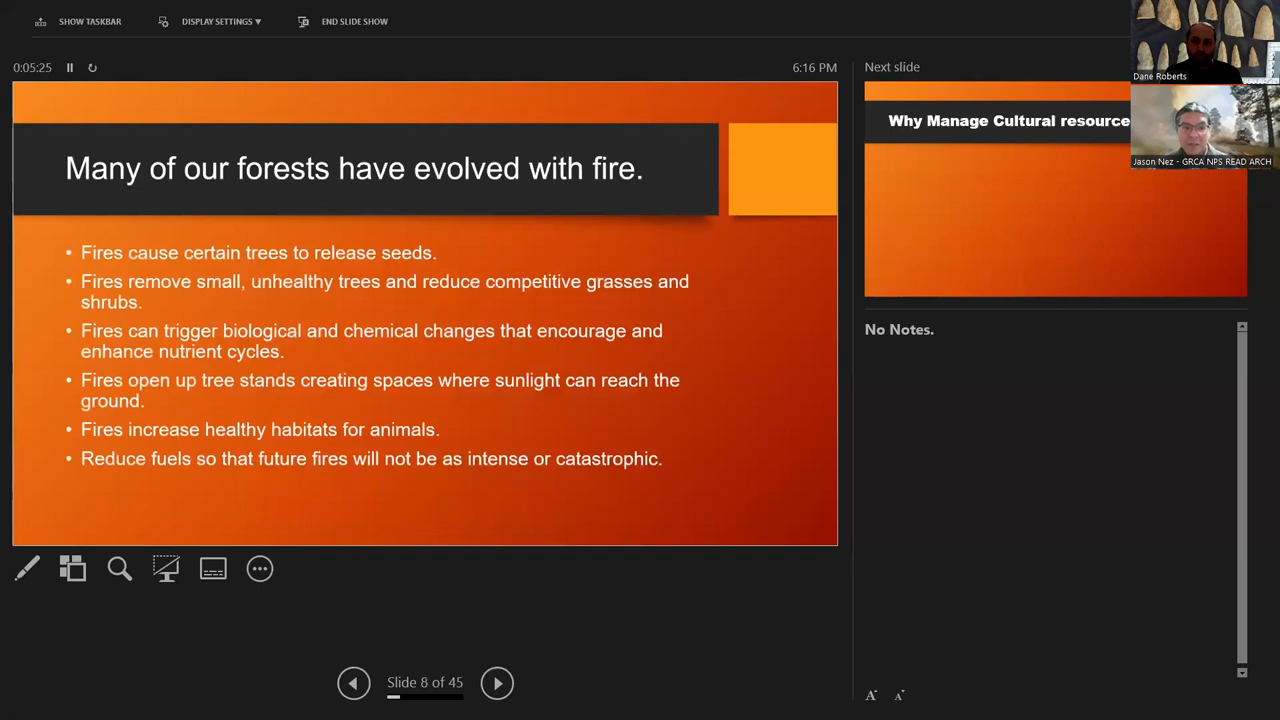 SHOW TASKBAR
DISPLAY SETTINGS ▼
END SLIDE SHOW
0:05:25
6:16 PM
Many of our forests have evolved with fire.
• Fires cause certain trees to release seeds.
• Fires remove small, unhealthy trees and reduce competitive grasses and
shrubs.
• Fires can trigger biological and chemical changes that encourage and
enhance nutrient cycles.
• Fires open up tree stands creating spaces where sunlight can reach the
ground.
• Fires increase healthy habitats for animals.
• Reduce fuels so that future fires will not be as intense or catastrophic.
Slide 8 of 45
Next slide
Why Manage Cultural resource
No Notes.
A A
Dane Roberts
Jason Nez - GRCA NPS READ ARCH